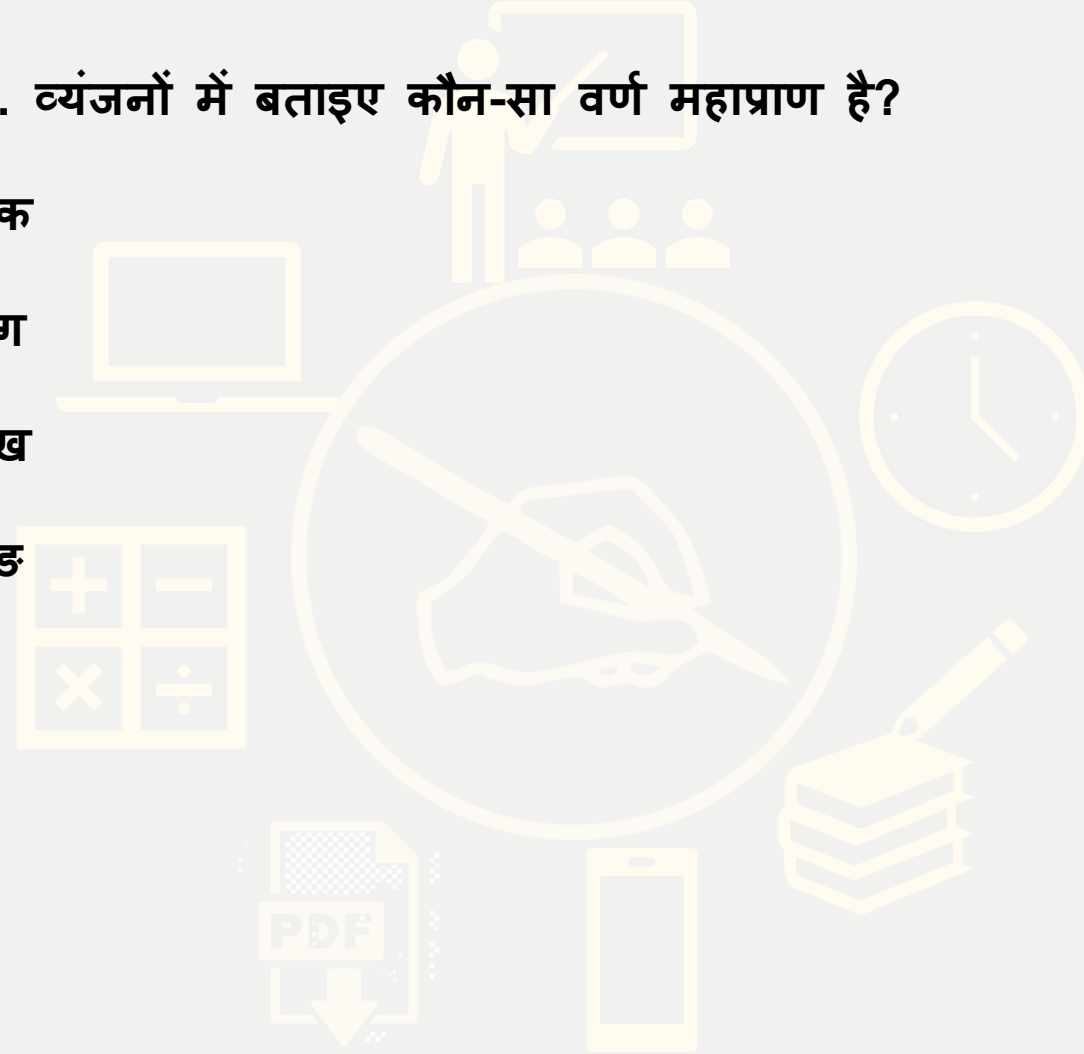 . व्यंजनों में बताइए कौन-सा वर्ण महाप्राण है?
क
ग
ख
ङ
PDF